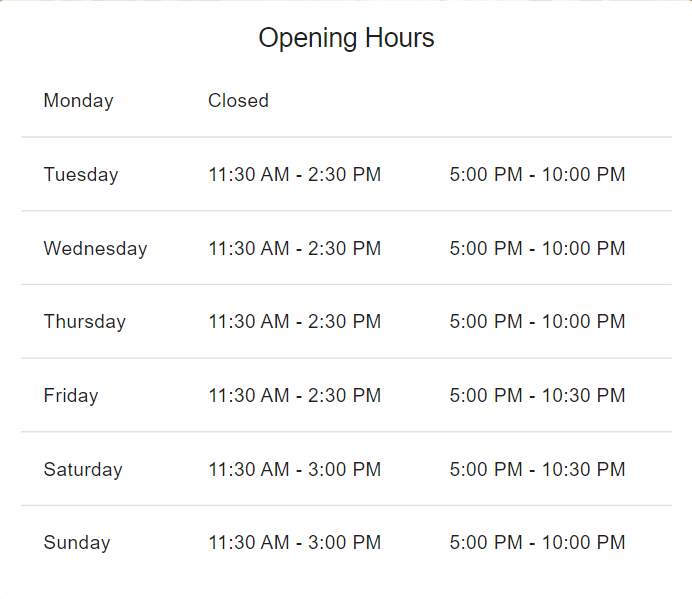 Opening Hours
Monday Closed
Tuesday 11:30 AM - 2:30 PM 5:00 PM - 10:00 PM
Wednesday 11:30 AM - 2:30 PM 5:00 PM - 10:00 PM
Thursday 11:30 AM - 2:30 PM 5:00 PM - 10:00 PM
Friday 11:30 AM - 2:30 PM 5:00 PM - 10:30 PM
Saturday 11:30 AM - 3:00 PM 5:00 PM - 10:30 PM
Sunday 11:30 AM - 3:00 PM 5:00 PM - 10:00 PM